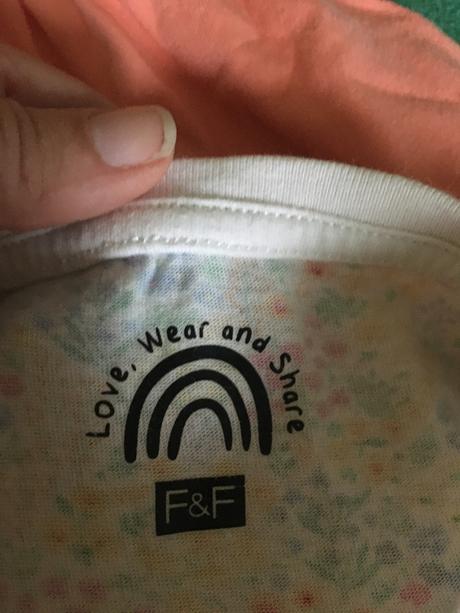 Love, Wear and Share
F&F